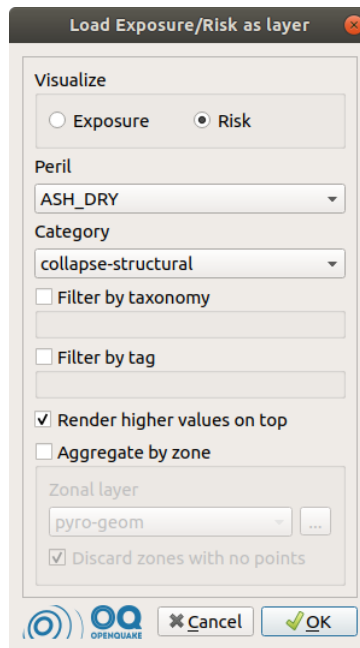 Load Exposure/Risk as layer
Visualize
Exposure Risk
Peril
ASH_DRY
Category
collapse-structural
Filter by taxonomy
Filter by tag
Render higher values on top
Aggregate by zone
Zonal layer
pyro-geom ...
Discard zones with no points
OQ OPENQUAKE Cancel OK